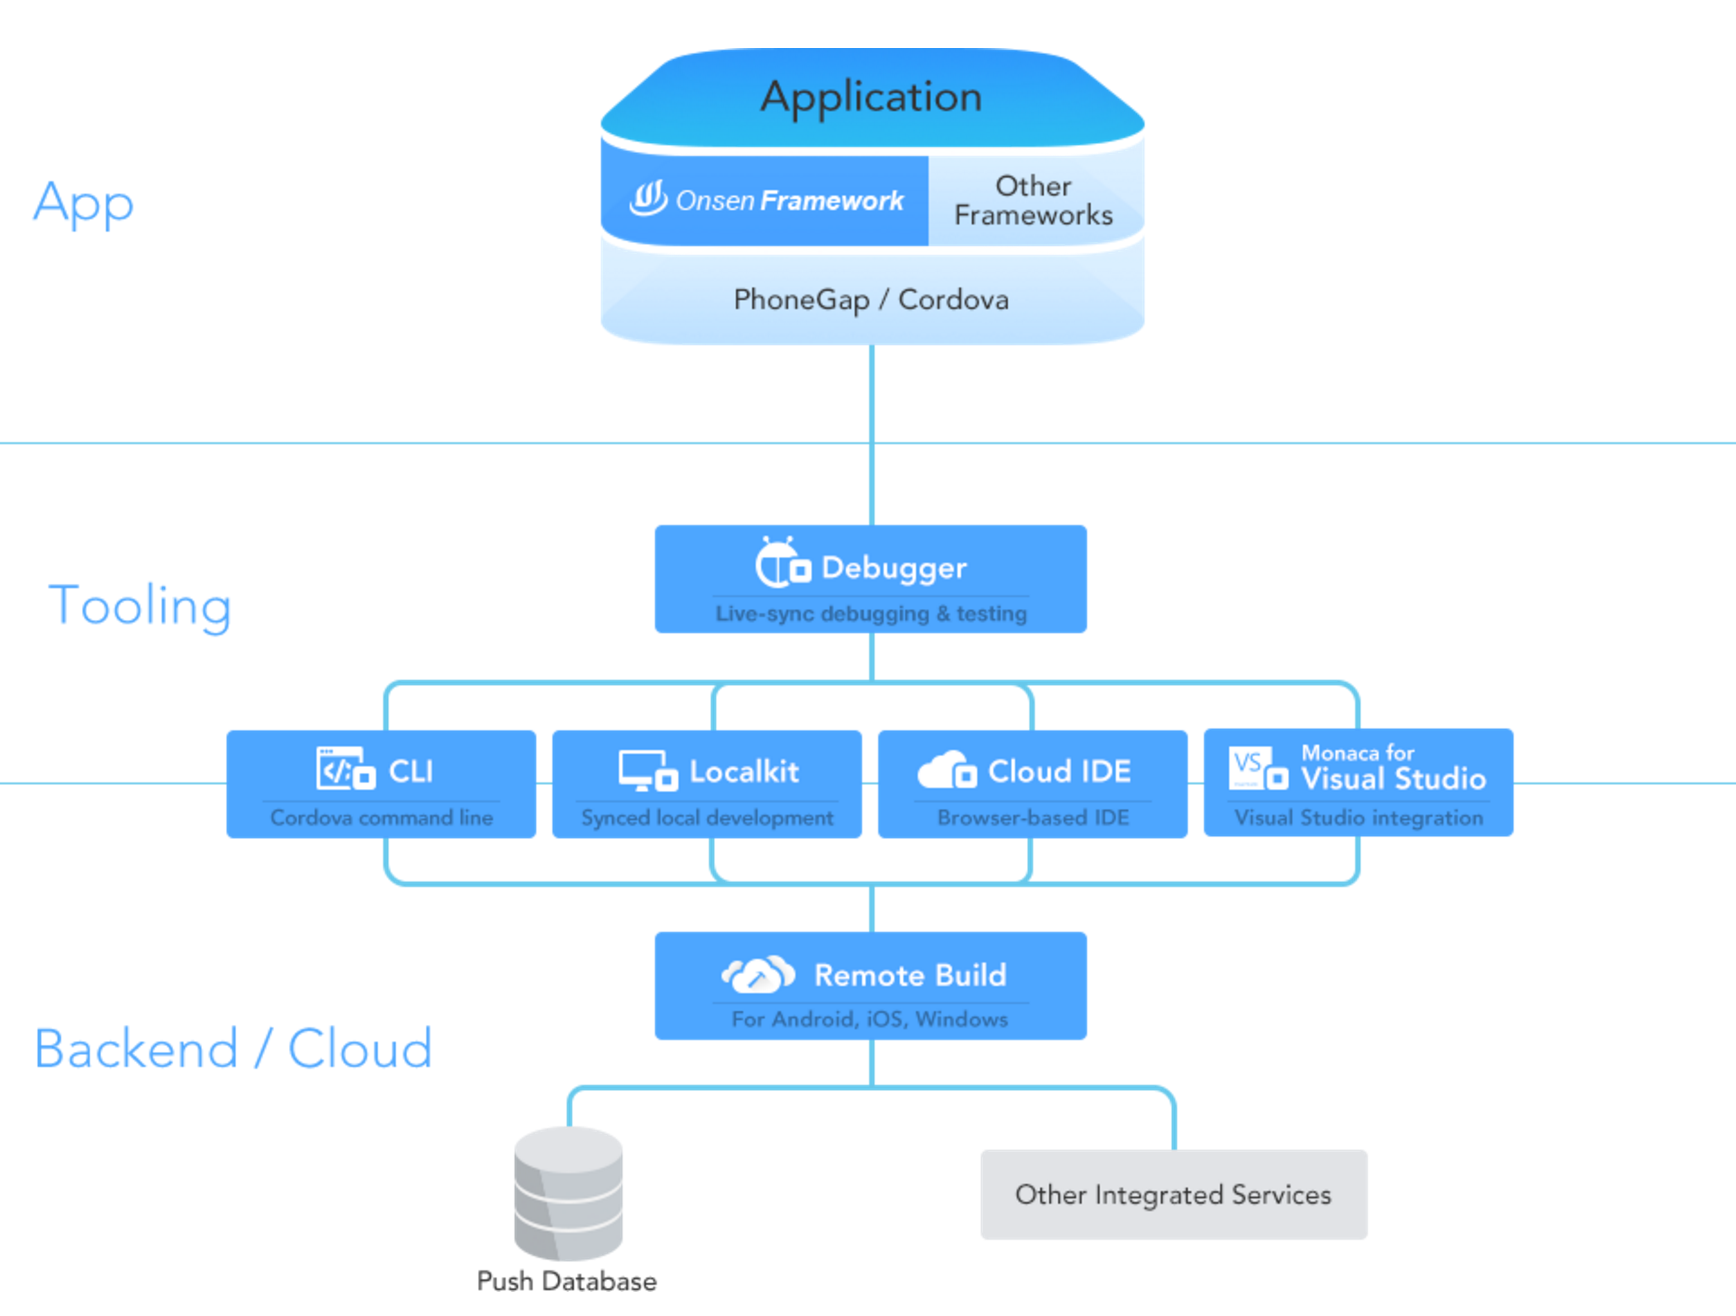 Application
App
Onsen Framework
Other
Frameworks
PhoneGap / Cordova
Tooling
Debugger
Live-sync debugging & testing
CLI
Cordova command line
Localkit
Synced local development
Cloud IDE
Browser-based IDE
VS
Monaca for
Visual Studio
Visual Studio integration
Remote Build
For Android, iOS, Windows
Backend / Cloud
Other Integrated Services
Push Database